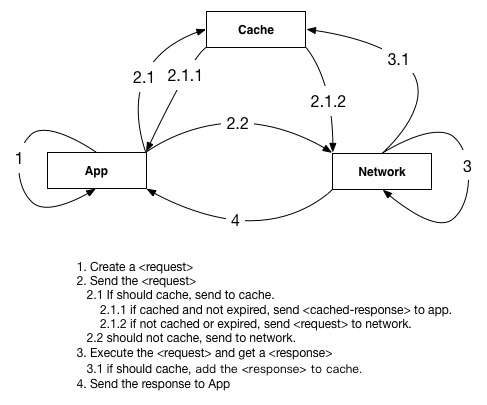 Cache
2.1
2.1.1
3.1
2.1.2
2.2
1
App
Network
3
4
1. Create a <request>
2. Send the <request>
2.1 If should cache, send to cache.
2.1.1 if cached and not expired, send <cached-response> to app.
2.1.2 if not cached or expired, send <request> to network.
2.2 should not cache, send to network.
3. Execute the <request> and get a <response>
3.1 if should cache, add the <response> to cache.
4. Send the response to App